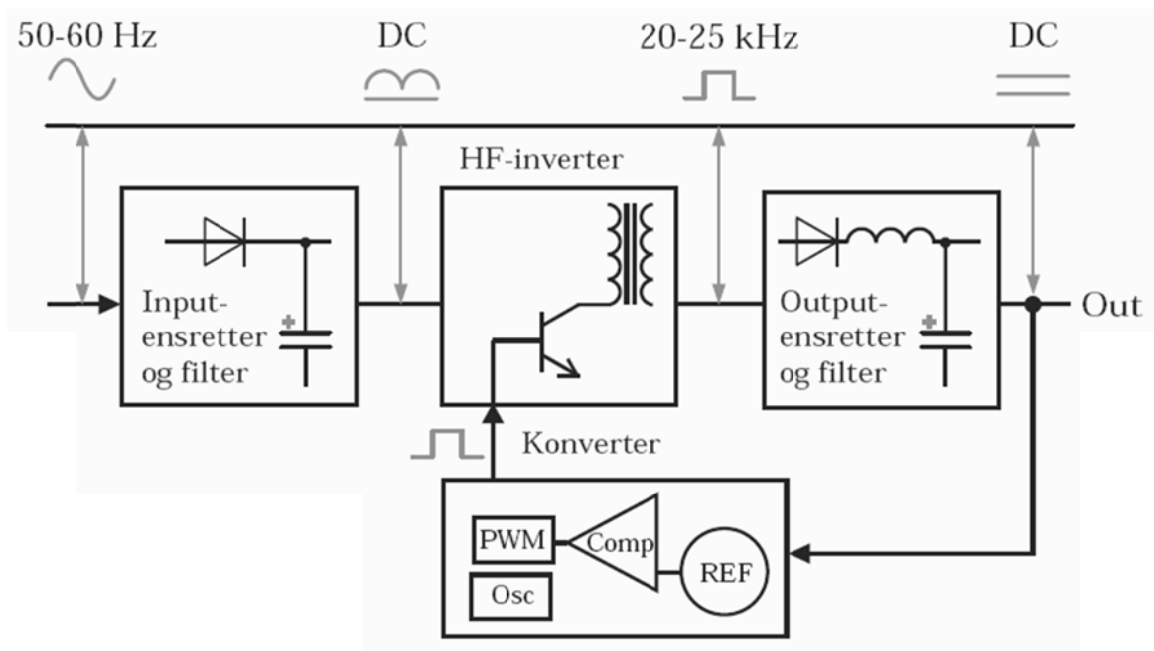 50-60 Hz
DC
20-25 kHz
DC
HF-inverter
Input-
ensretter
og filter
+
Output-
ensretter
og filter
+
Out
Konverter
PWM
Comp
REF
Osc